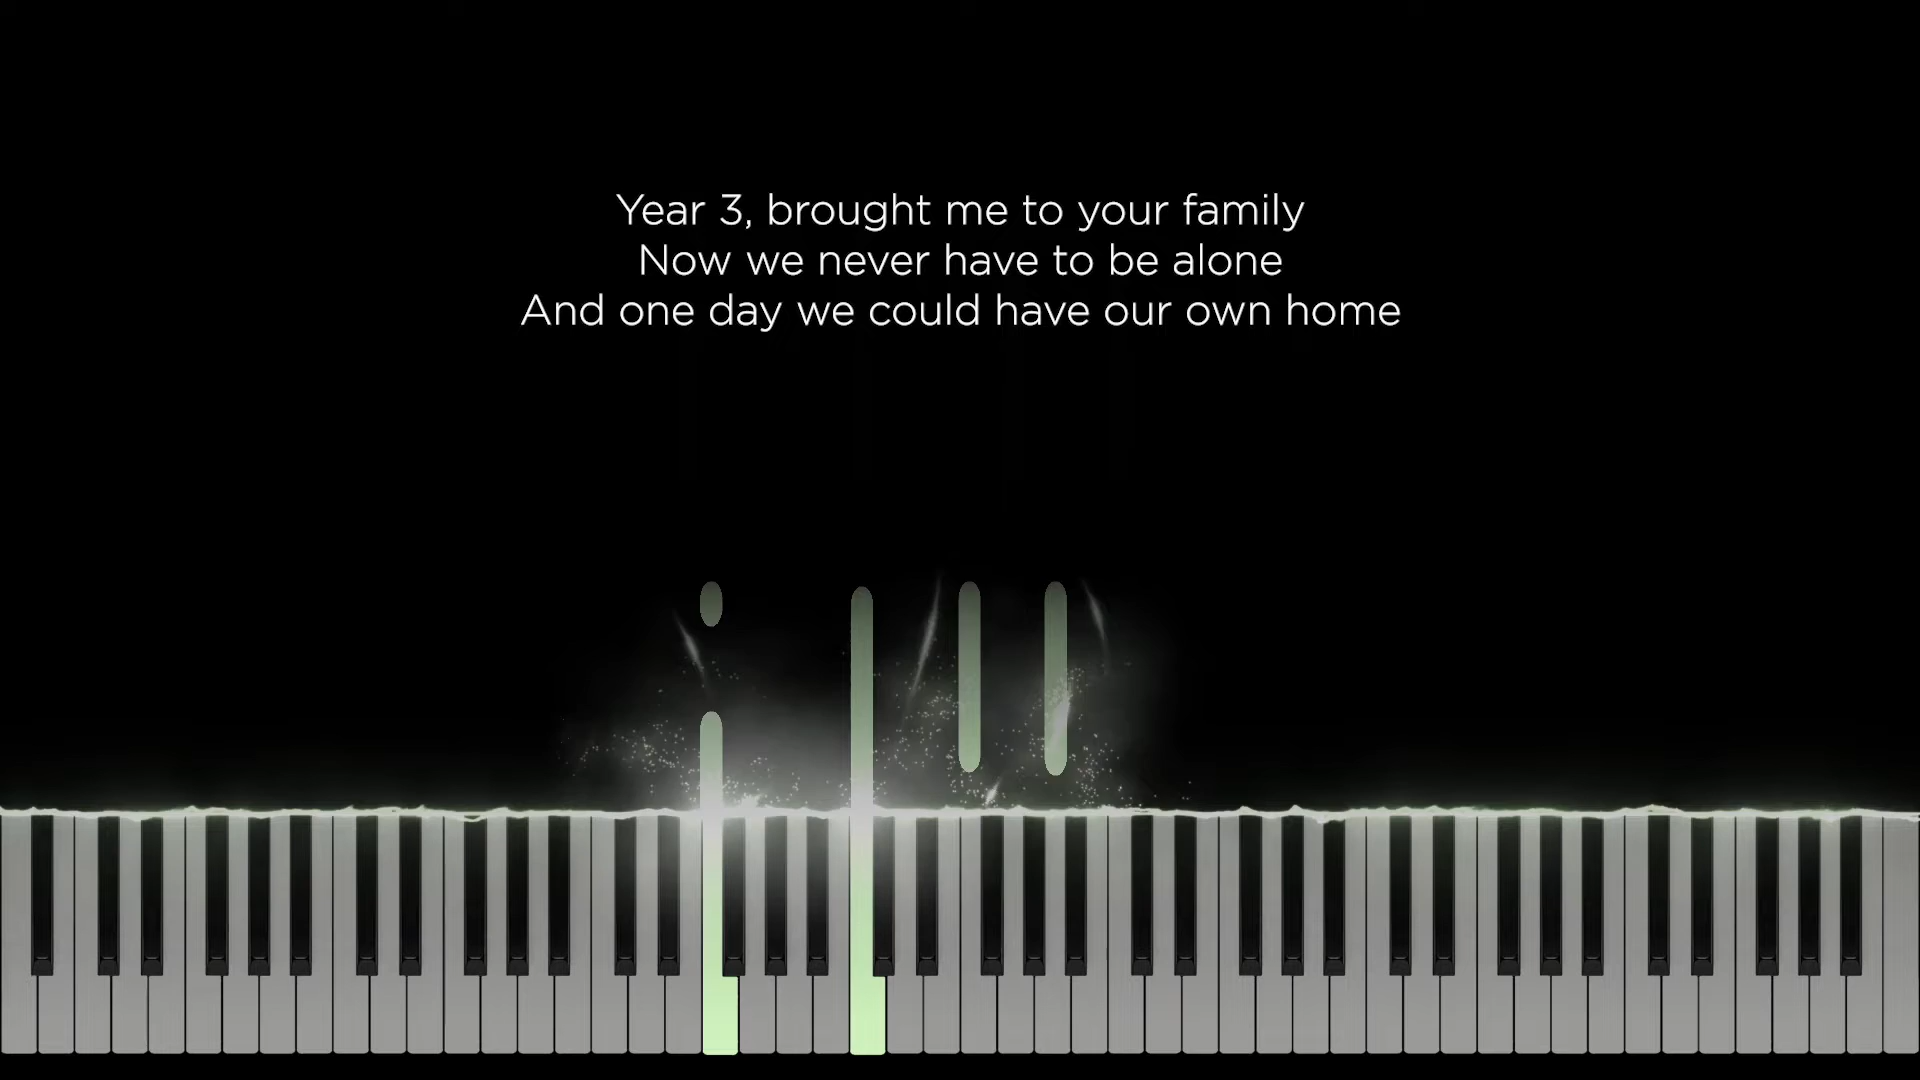 Year 3, brought me to your family
Now we never have to be alone
And one day we could have our own home